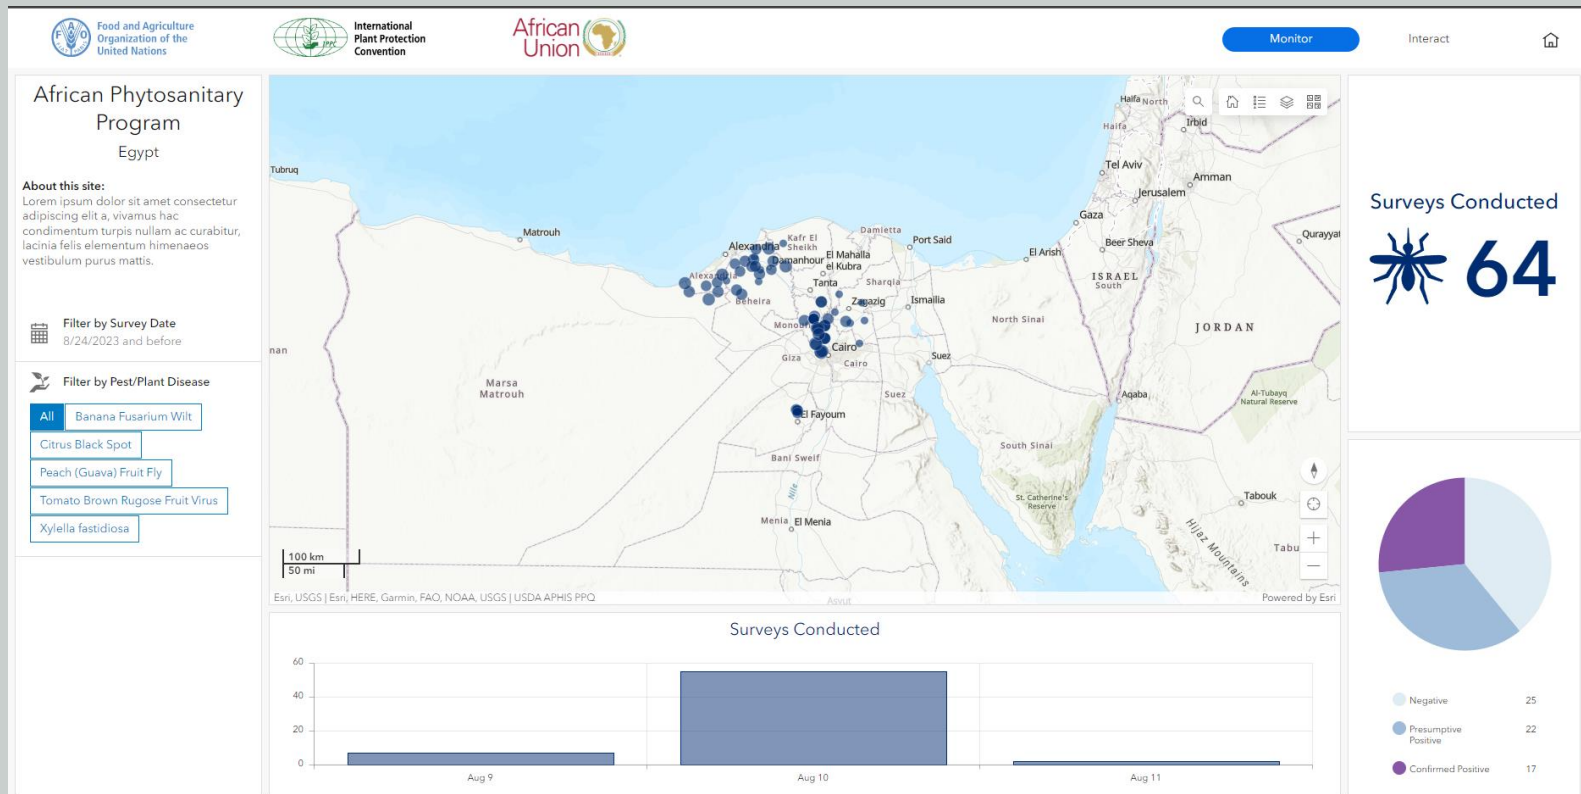 Food and Agriculture
Organization of the
United Nations
F A O
FIAT PANIS
IPPC
International
Plant Protection
Convention
African
Union
Monitor
Interact
African Phytosanitary
Program
Egypt
About this site:
Lorem ipsum dolor sit amet consectetur
adipiscing elit a, vivamus hac
condimentum turpis nullam ac curabitur,
lacinia felis elementum himenaeos
vestibulum purus mattis.
Filter by Survey Date
8/24/2023 and before
Filter by Pest/Plant Disease
All
Banana Fusarium Wilt
Citrus Black Spot
Peach (Guava) Fruit Fly
Tomato Brown Rugose Fruit Virus
Xylella fastidiosa
Haifa
North
Haifa
Irbid
Tubruq
Tel Aviv
Amman
Jerusalem
Gaza
Matrouh
Damietta
Kafr El
Sheikh
Alexandria
Port Said
Beer Sheva
Qurayyat
El Arish
Damanhour
El Mahalla
el Kubra
Alexandria
Tanta
Sharqia
ISRAEL
South
Beheira
Zagazig
Ismailia
North Sinai
JORDAN
Cairo
Giza
Cairo
Suez
nan
Marsa
Matrouh
Suez
Aqaba
Al-Tubayq
Natural Reserve
El Fayoum
South Sinai
Bani Sweif
Nile
St. Catherine's
Reserve
Tabouk
Menia
El Menia
Hijaz Mountains
Tabu
100 km
50 mi
Asyut
Esri, USGS | Esri, HERE, Garmin, FAO, NOAA, USGS | USDA APHIS PPQ
Powered by Esri
Surveys Conducted
64
Surveys Conducted
60
40
20
0
Aug 9
Aug 10
Aug 11
Negative 25
Presumptive
Positive 22
Confirmed Positive 17